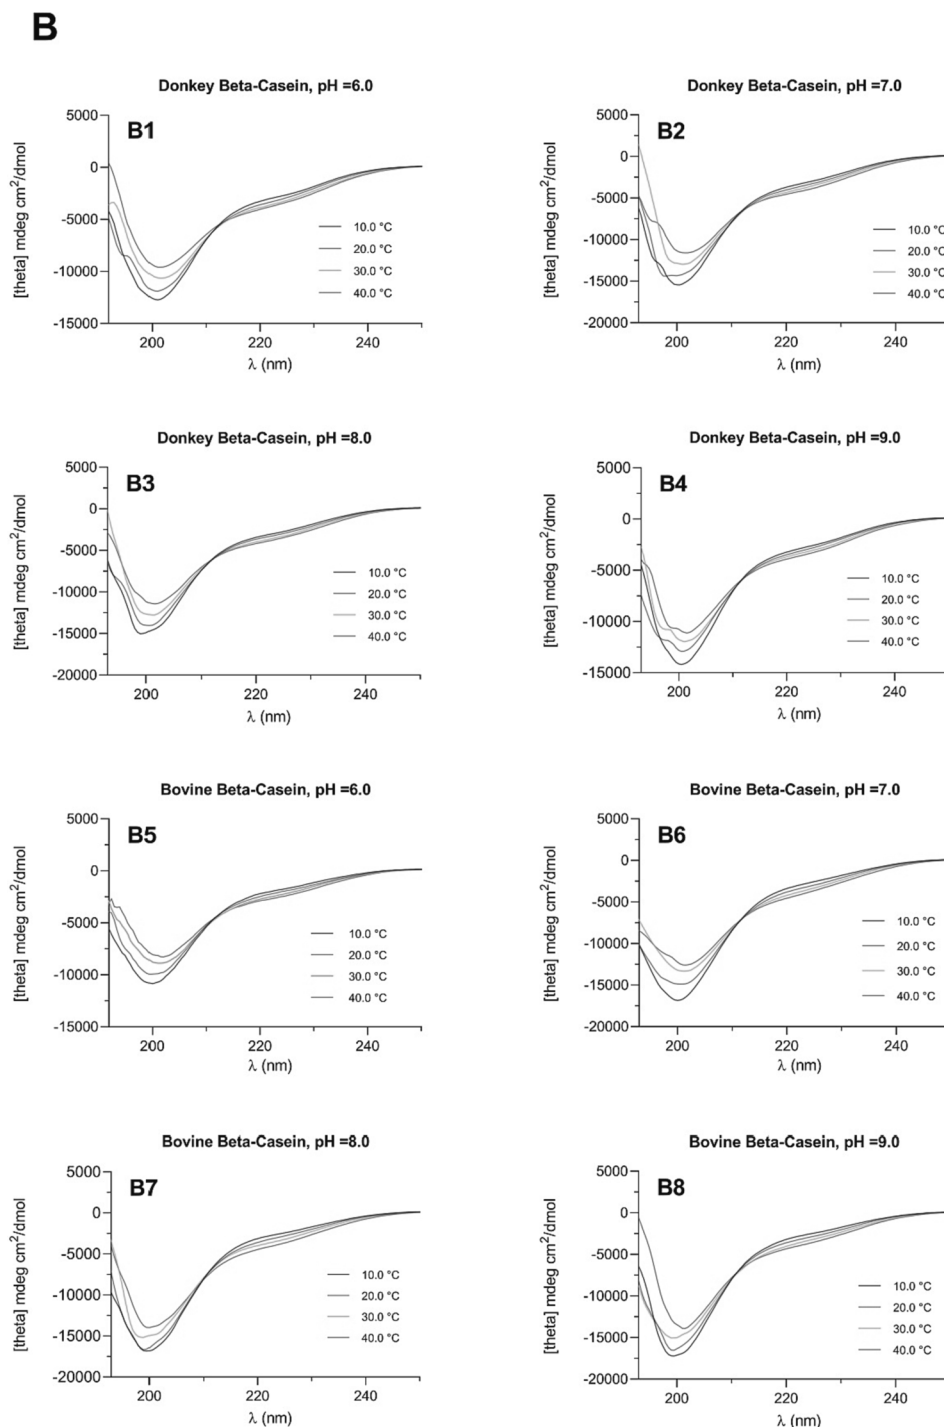 B
Donkey Beta-Casein, pH =6.0
B1
[theta] mdeg cm²/dmol
5000
0
-5000
-10000
-15000
200
220
240
λ (nm)
10.0 °C
20.0 °C
30.0 °C
40.0 °C
Donkey Beta-Casein, pH =7.0
B2
[theta] mdeg cm²/dmol
5000
0
-5000
-10000
-15000
-20000
200
220
240
λ (nm)
10.0 °C
20.0 °C
30.0 °C
40.0 °C
Donkey Beta-Casein, pH =8.0
B3
[theta] mdeg cm²/dmol
5000
0
-5000
-10000
-15000
-20000
200
220
240
λ (nm)
10.0 °C
20.0 °C
30.0 °C
40.0 °C
Donkey Beta-Casein, pH =9.0
B4
[theta] mdeg cm²/dmol
5000
0
-5000
-10000
-15000
200
220
240
λ (nm)
10.0 °C
20.0 °C
30.0 °C
40.0 °C
Bovine Beta-Casein, pH =6.0
B5
[theta] mdeg cm²/dmol
5000
0
-5000
-10000
-15000
200
220
240
λ (nm)
10.0 °C
20.0 °C
30.0 °C
40.0 °C
Bovine Beta-Casein, pH =7.0
B6
[theta] mdeg cm²/dmol
5000
0
-5000
-10000
-15000
-20000
200
220
240
λ (nm)
10.0 °C
20.0 °C
30.0 °C
40.0 °C
Bovine Beta-Casein, pH =8.0
B7
[theta] mdeg cm²/dmol
5000
0
-5000
-10000
-15000
-20000
200
220
240
λ (nm)
10.0 °C
20.0 °C
30.0 °C
40.0 °C
Bovine Beta-Casein, pH =9.0
B8
[theta] mdeg cm²/dmol
5000
0
-5000
-10000
-15000
-20000
200
220
240
λ (nm)
10.0 °C
20.0 °C
30.0 °C
40.0 °C